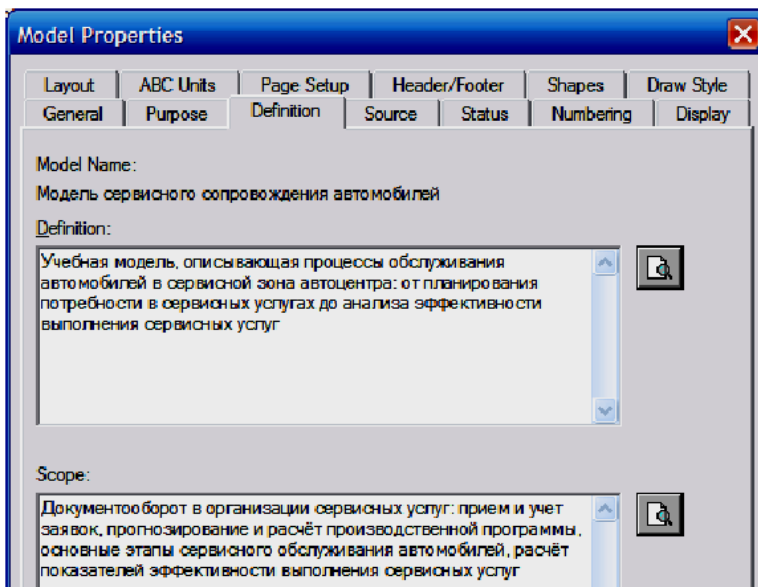 Model Properties
Layout ABC Units Page Setup Header/Footer Shapes Draw Style
General Purpose Definition Source Status Numbering Display
Model Name:
Модель сервисного сопровождения автомобилей
Definition:
Учебная модель, описывающая процессы обслуживания
автомобилей в сервисной зона автоцентра: от планирования
потребности в сервисных услугах до анализа эффективности
выполнения сервисных услуг
Scope:
Документооборот в организации сервисных услуг: прием и учет
заявок, прогнозирование и расчёт производственной программы,
основные этапы сервисного обслуживания автомобилей, расчёт
показателей эффективности выполнения сервисных услуг